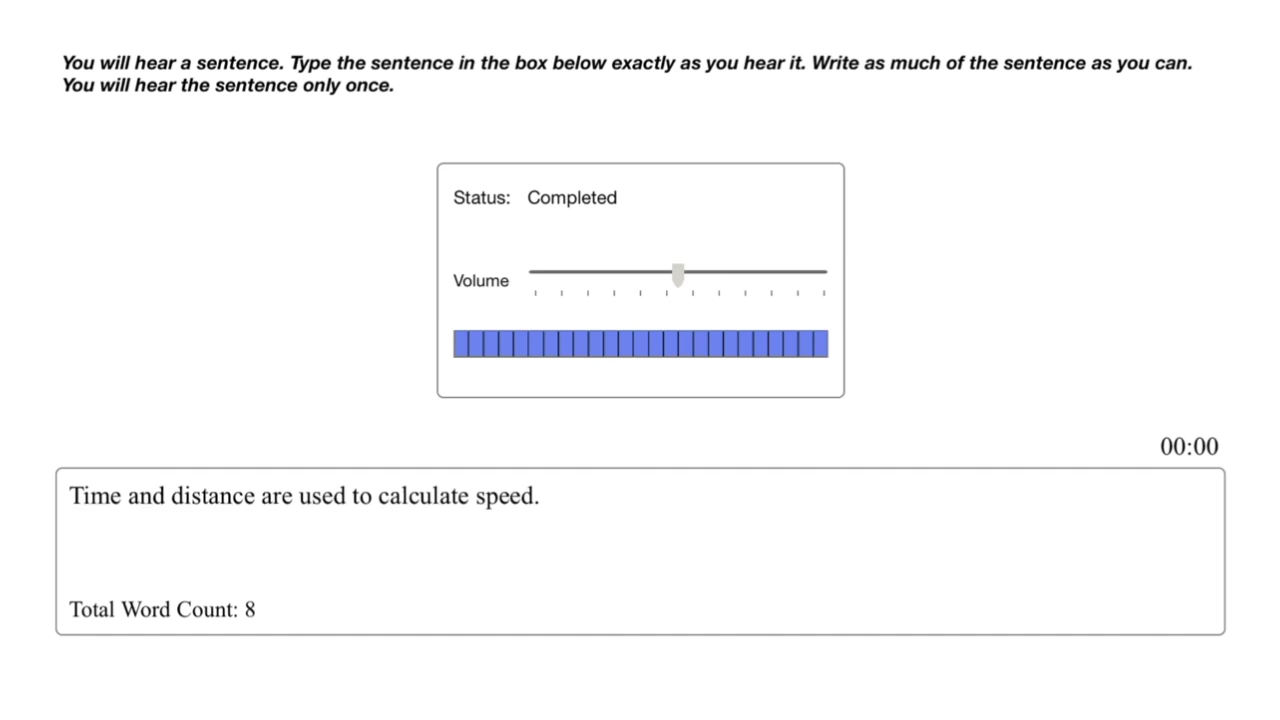 You will hear a sentence. Type the sentence in the box below exactly as you hear it. Write as much of the sentence as you can.
You will hear the sentence only once.
Status: Completed
Volume
00:00
Time and distance are used to calculate speed.
Total Word Count: 8